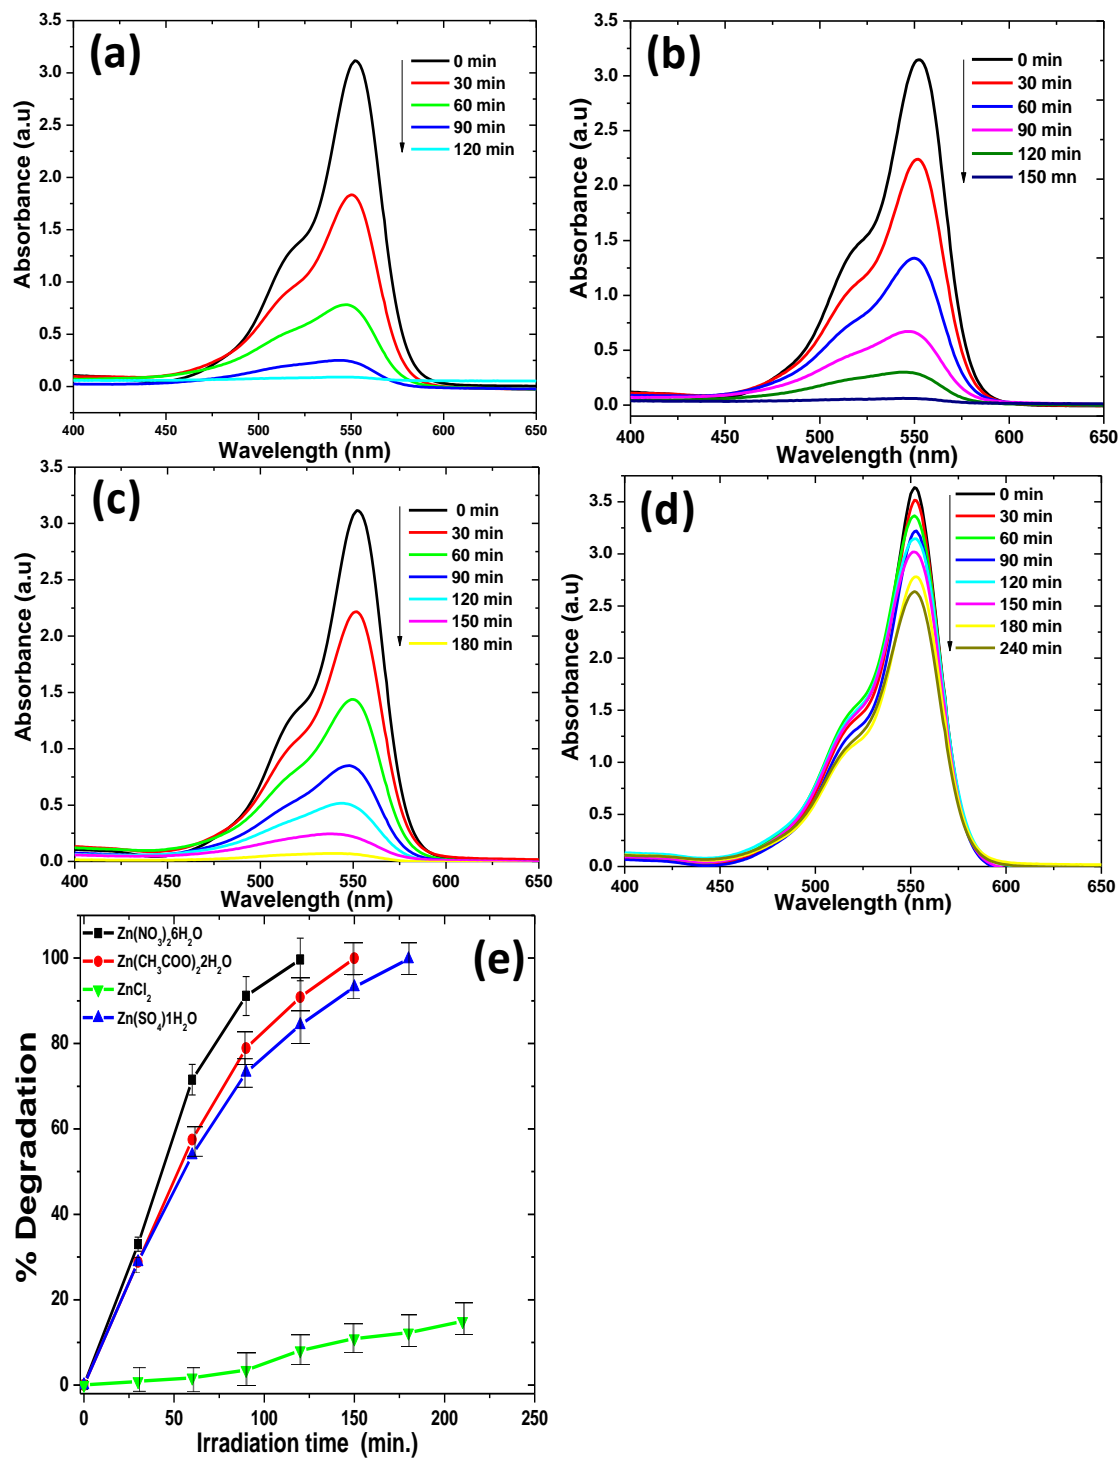 (a)
3.5
3.0
2.5
2.0
1.5
1.0
0.5
0.0
Absorbance (a.u)
0 min
30 min
60 min
90 min
120 min
400 450 500 550 600 650
Wavelength (nm)
(b)
3.5
3.0
2.5
2.0
1.5
1.0
0.5
0.0
Absorbance (a.u)
0 min
30 min
60 min
90 min
120 min
150 mn
400 450 500 550 600 650
Wavelength (nm)
(c)
3.5
3.0
2.5
2.0
1.5
1.0
0.5
0.0
Absorbance (a.u)
0 min
30 min
60 min
90 min
120 min
150 min
180 min
400 450 500 550 600 650
Wavelength (nm)
(d)
3.5
3.0
2.5
2.0
1.5
1.0
0.5
0.0
Absorbance (a.u)
0 min
30 min
60 min
90 min
120 min
150 min
180 min
240 min
400 450 500 550 600 650
Wavelength (nm)
(e)
Zn(NO₃)₂6H₂O
Zn(CH₃COO)₂2H₂O
ZnCl₂
Zn(SO₄)1H₂O
100
80
60
40
20
0
% Degradation
0 50 100 150 200 250
Irradiation time (min.)